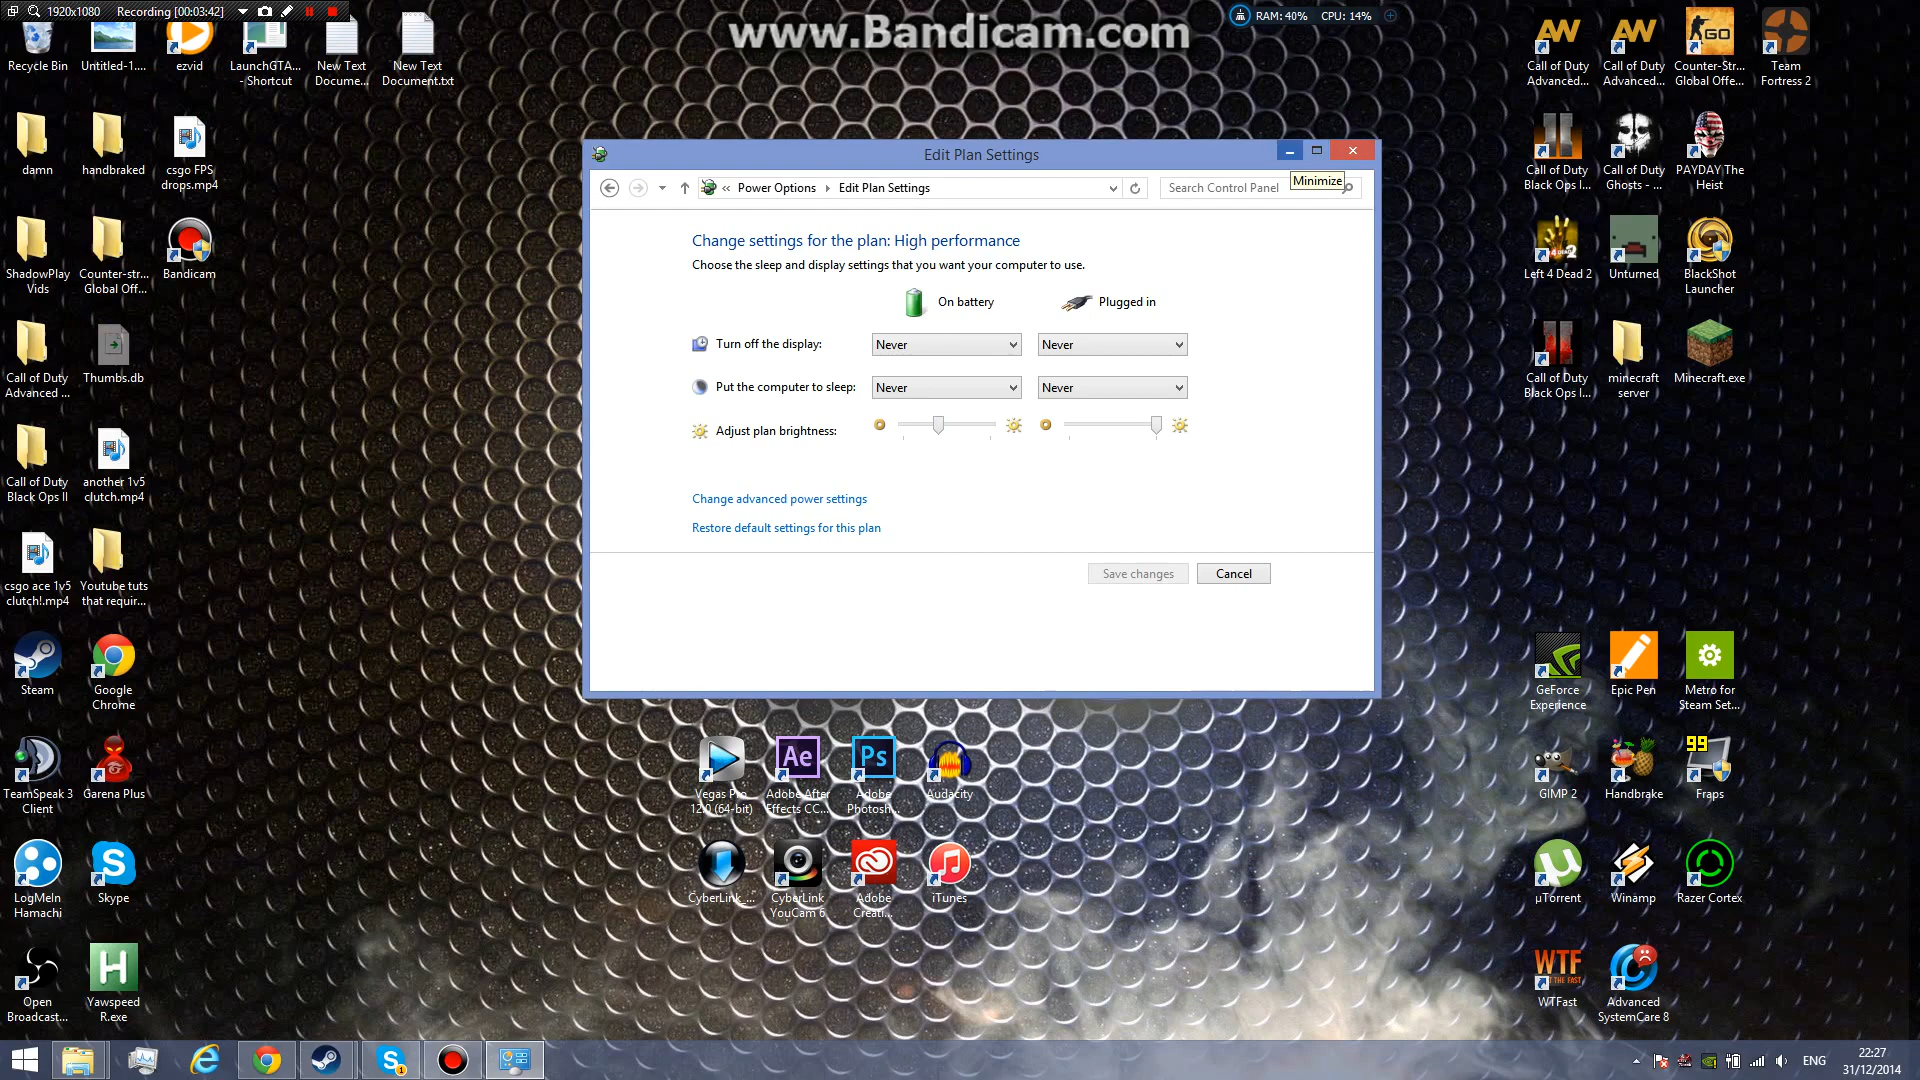 1920x1080
Recording [00:03:42]
www.Bandicam.com
RAM: 40%
CPU: 14%
Recycle Bin
Untitled-1....
ezvid
LaunchGTA...
- Shortcut
New Text
Docume...
New Text
Document.txt
damn
handbraked
csgo FPS
drops.mp4
ShadowPlay
Vids
Counter-str...
Global Off...
Bandicam
Call of Duty
Advanced ...
Thumbs.db
Call of Duty
Black Ops II
another 1v5
clutch.mp4
csgo ace 1v5
clutch!.mp4
Youtube tuts
that requir...
Steam
Google
Chrome
TeamSpeak 3
Client
Garena Plus
LogMeIn
Hamachi
Skype
Open
Broadcast...
Yawspeed
R.exe
Edit Plan Settings
Minimize
« Power Options
Edit Plan Settings
Search Control Panel
Change settings for the plan: High performance
Choose the sleep and display settings that you want your computer to use.
On battery
Plugged in
Turn off the display:
Never
Never
Put the computer to sleep:
Never
Never
Adjust plan brightness:
Change advanced power settings
Restore default settings for this plan
Save changes
Cancel
Vegas Pro
12.0 (64-bit)
Ae
Adobe After
Effects CC...
Ps
Adobe
Photosh...
Audacity
CyberLink_...
CyberLink
YouCam 6
Adobe
Creati...
iTunes
AW
Call of Duty
Advanced...
AW
Call of Duty
Advanced...
GO
Counter-Str...
Global Offe...
Team
Fortress 2
Call of Duty
Black Ops I...
Call of Duty
Ghosts - ...
PAYDAY The
Heist
Left 4 Dead 2
Unturned
BlackShot
Launcher
Call of Duty
Black Ops I...
minecraft
server
Minecraft.exe
GeForce
Experience
Epic Pen
Metro for
Steam Set...
GIMP 2
Handbrake
99
Fraps
µTorrent
Winamp
Razer Cortex
WTF
WTFast
Advanced
SystemCare 8
ENG
22:27
31/12/2014